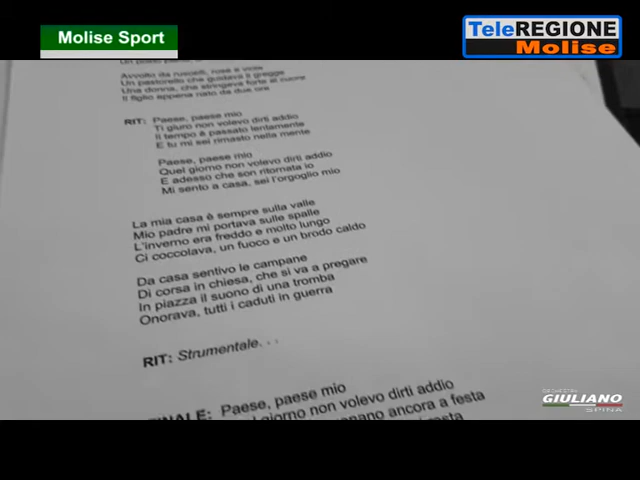 Molise Sport
TeleREGIONE
Molise
Un
Avvolto da ruscelli, rose e viole
Un pastorello che guidava il gregge
Una donna, che stringeva forte al cuore
Il figlio appena nato da due ore
RIT: Paese, paese mio
Ti giuro non volevo dirti addio
Il tempo è passato lentamente
E tu mi sei rimasto nella mente
Paese, paese mio
Quel giorno non volevo dirti addio
E adesso che son ritornata io
Mi sento a casa, sei l'orgoglio mio
La mia casa è sempre sulla valle
Mio padre mi portava sulle spalle
L'inverno era freddo e molto lungo
Ci coccolava, un fuoco e un brodo caldo
Da casa sentivo le campane
Di corsa in chiesa, che si va a pregare
In piazza il suono di una tromba
Onorava, tutti i caduti in guerra
RIT: Strumentale. . .
FINALE: Paese, paese mio
giorno non volevo dirti addio
ancora a festa
ORCHESTRA
GIULIANO
SPINA